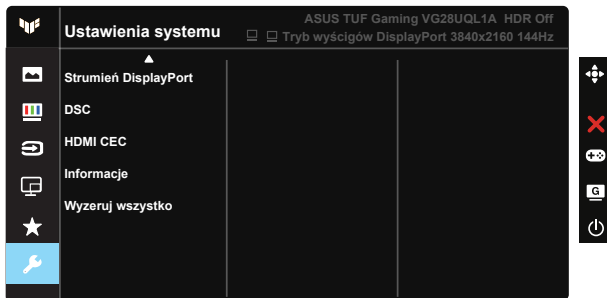 Ustawienia systemu
ASUS TUF Gaming VG28UQL1A HDR Off
Tryb wyścigów DisplayPort 3840x2160 144Hz
Strumień DisplayPort
DSC
HDMI CEC
Informacje
Wyzeruj wszystko
G